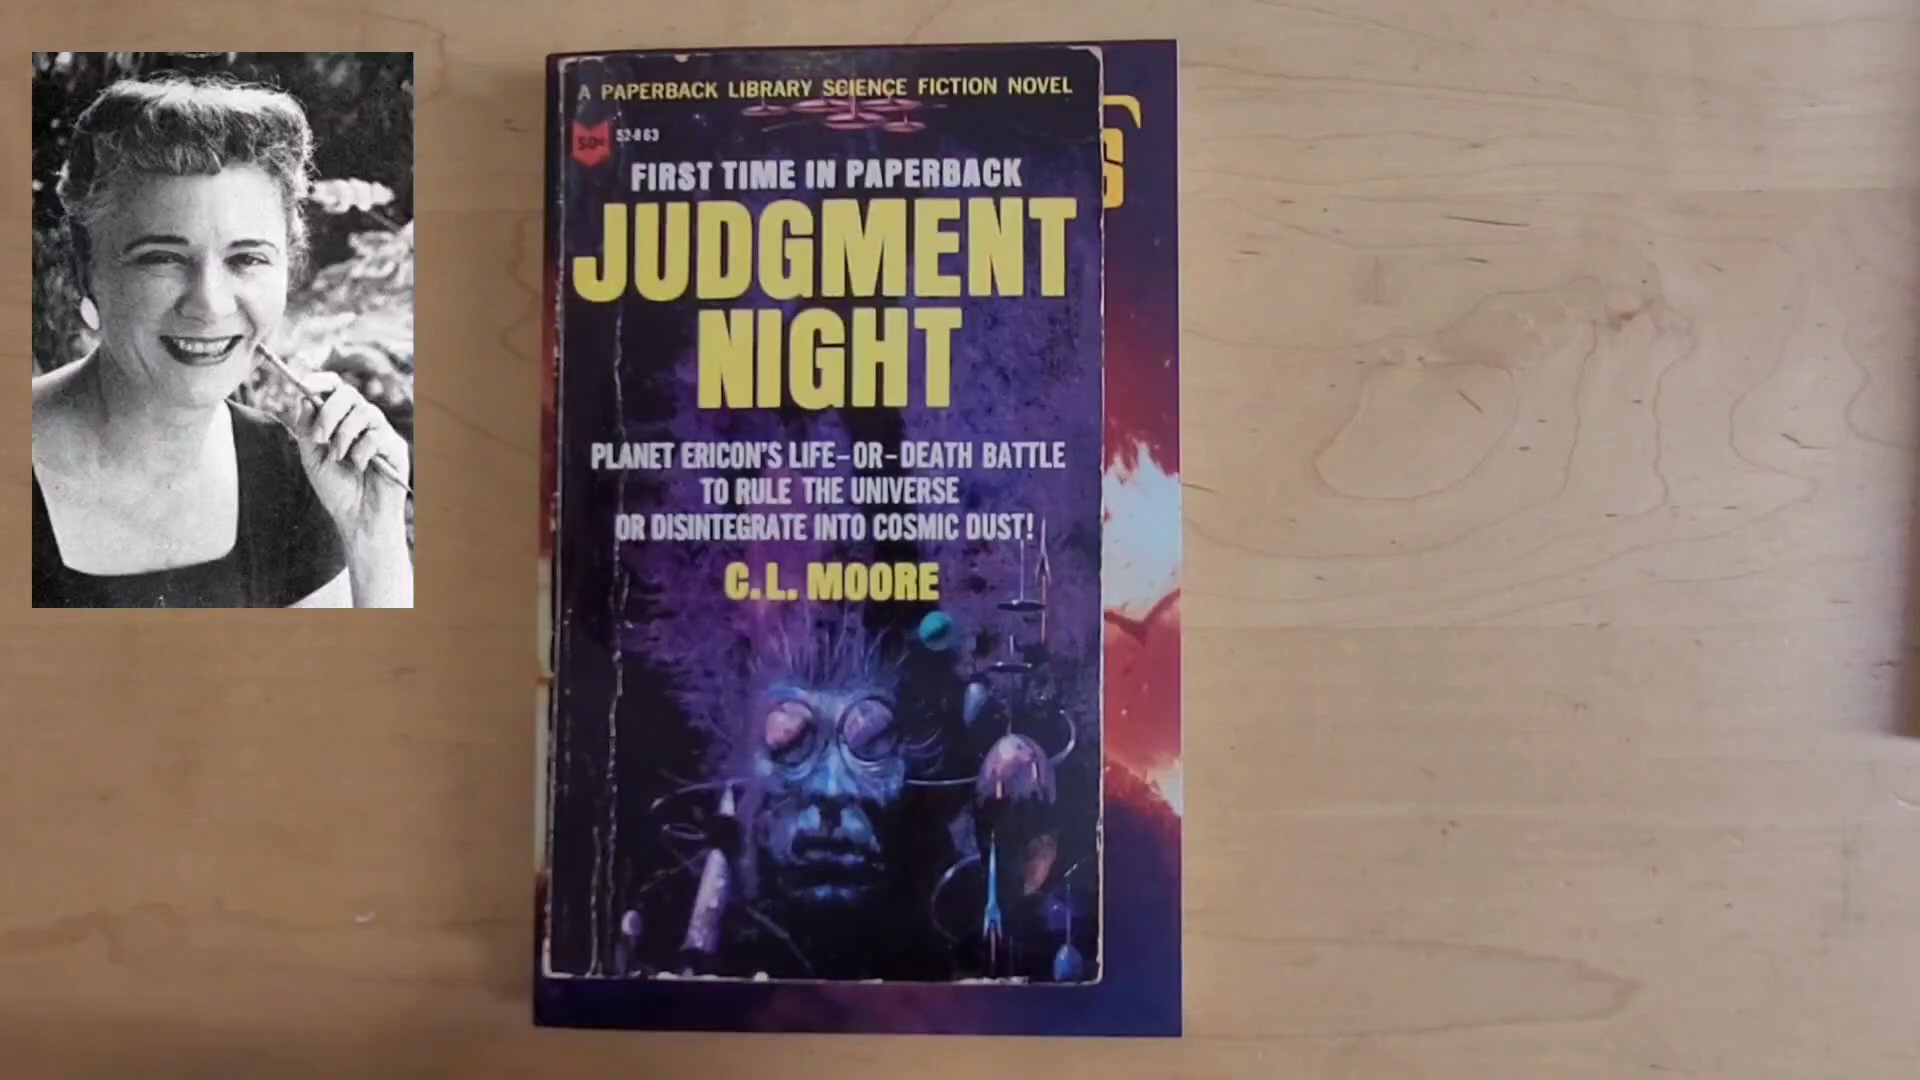 A PAPERBACK LIBRARY SCIENCE FICTION NOVEL
50¢
52-863
FIRST TIME IN PAPERBACK
JUDGMENT
NIGHT
PLANET ERICON'S LIFE-OR-DEATH BATTLE
TO RULE THE UNIVERSE
OR DISINTEGRATE INTO COSMIC DUST!
C.L. MOORE
S